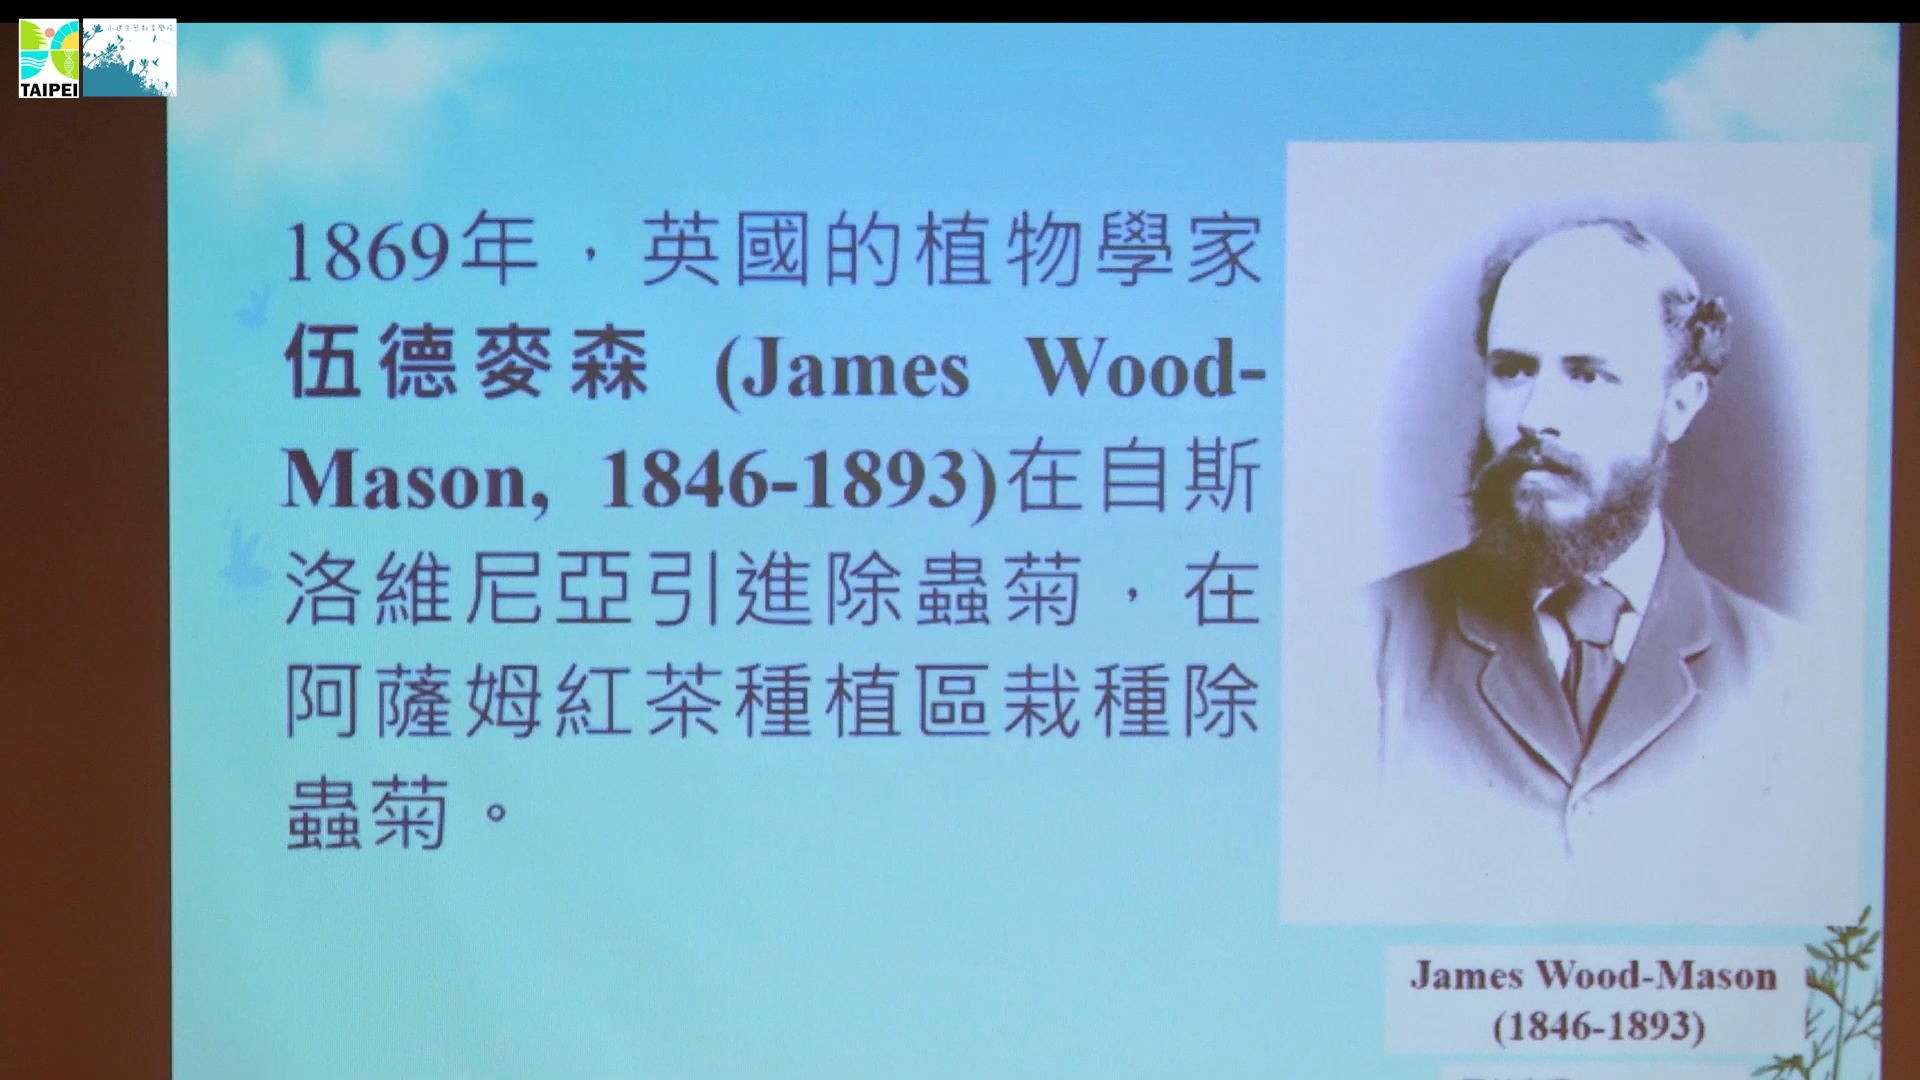 TAIPEI
1869年，英國的植物學家
伍德麥森 (James Wood-
Mason, 1846-1893)在自斯
洛維尼亞引進除蟲菊，在
阿薩姆紅茶種植區栽種除
蟲菊。
James Wood-Mason
(1846-1893)